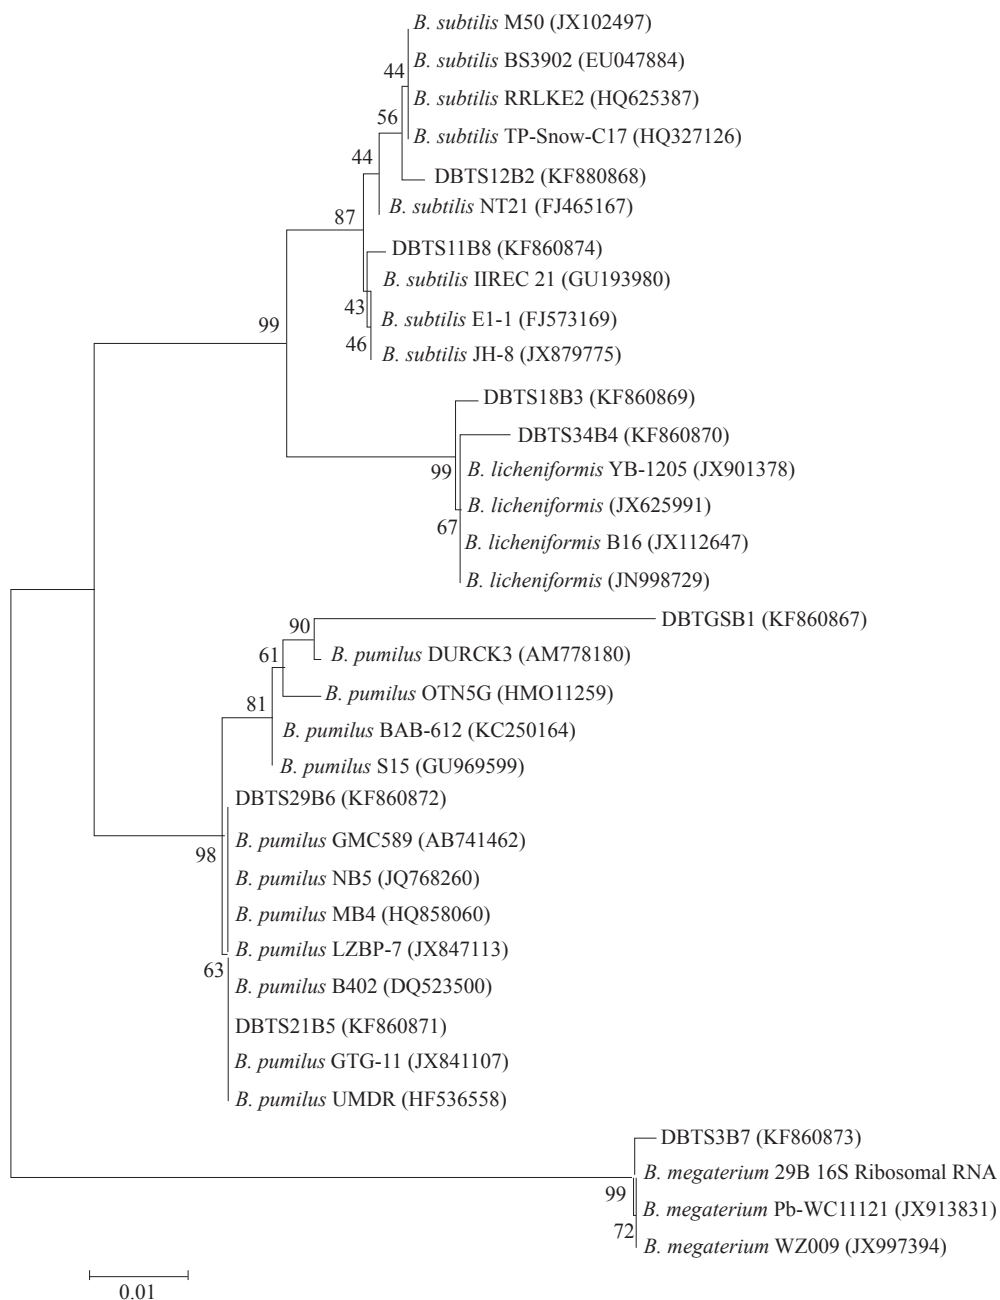 B. subtilis M50 (JX102497)
B. subtilis BS3902 (EU047884)
44
B. subtilis RRLKE2 (HQ625387)
56
B. subtilis TP-Snow-C17 (HQ327126)
44
DBTS12B2 (KF880868)
B. subtilis NT21 (FJ465167)
87
DBTS11B8 (KF860874)
B. subtilis IIREC 21 (GU193980)
43
B. subtilis E1-1 (FJ573169)
99
46
B. subtilis JH-8 (JX879775)
DBTS18B3 (KF860869)
DBTS34B4 (KF860870)
99
B. licheniformis YB-1205 (JX901378)
B. licheniformis (JX625991)
67
B. licheniformis B16 (JX112647)
B. licheniformis (JN998729)
DBTGSB1 (KF860867)
90
61
B. pumilus DURCK3 (AM778180)
B. pumilus OTN5G (HMO11259)
81
B. pumilus BAB-612 (KC250164)
B. pumilus S15 (GU969599)
DBTS29B6 (KF860872)
B. pumilus GMC589 (AB741462)
98
B. pumilus NB5 (JQ768260)
B. pumilus MB4 (HQ858060)
B. pumilus LZBP-7 (JX847113)
63
B. pumilus B402 (DQ523500)
DBTS21B5 (KF860871)
B. pumilus GTG-11 (JX841107)
B. pumilus UMDR (HF536558)
DBTS3B7 (KF860873)
B. megaterium 29B 16S Ribosomal RNA
99
B. megaterium Pb-WC11121 (JX913831)
72
B. megaterium WZ009 (JX997394)
0.01